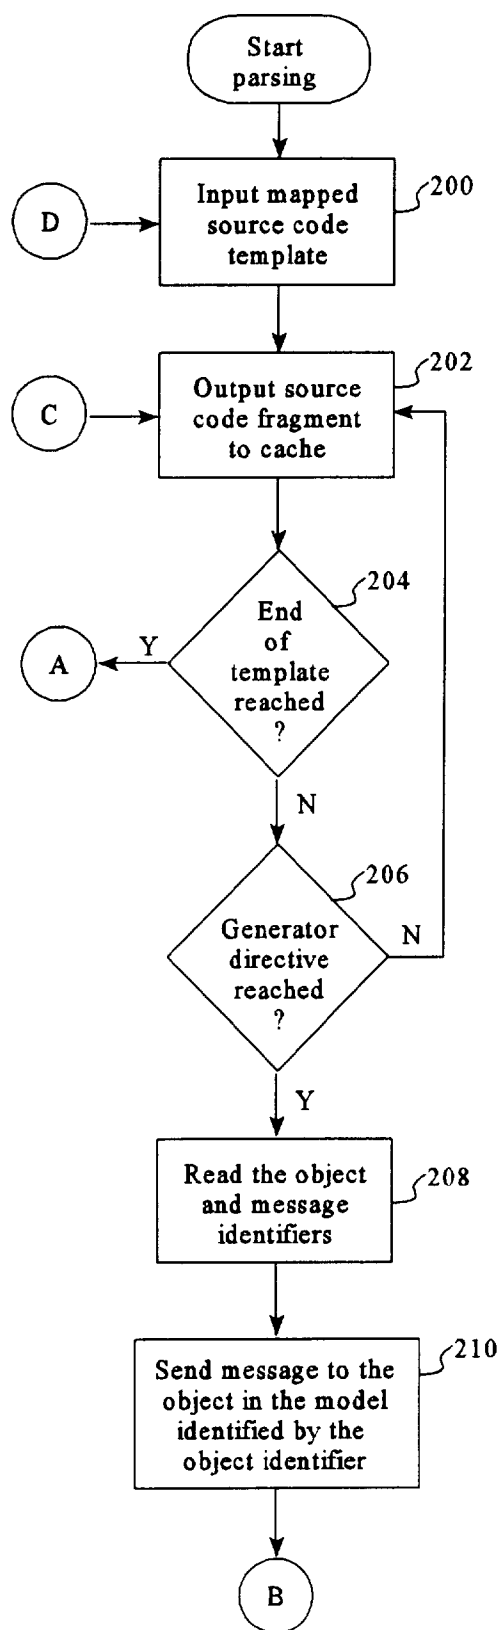 Start
parsing
200
Input mapped
source code
template
D
202
Output source
code fragment
to cache
C
204
End
of
template
reached
?
Y
A
N
206
Generator
directive
reached
?
N
Y
208
Read the object
and message
identifiers
210
Send message to the
object in the model
identified by the
object identifier
B